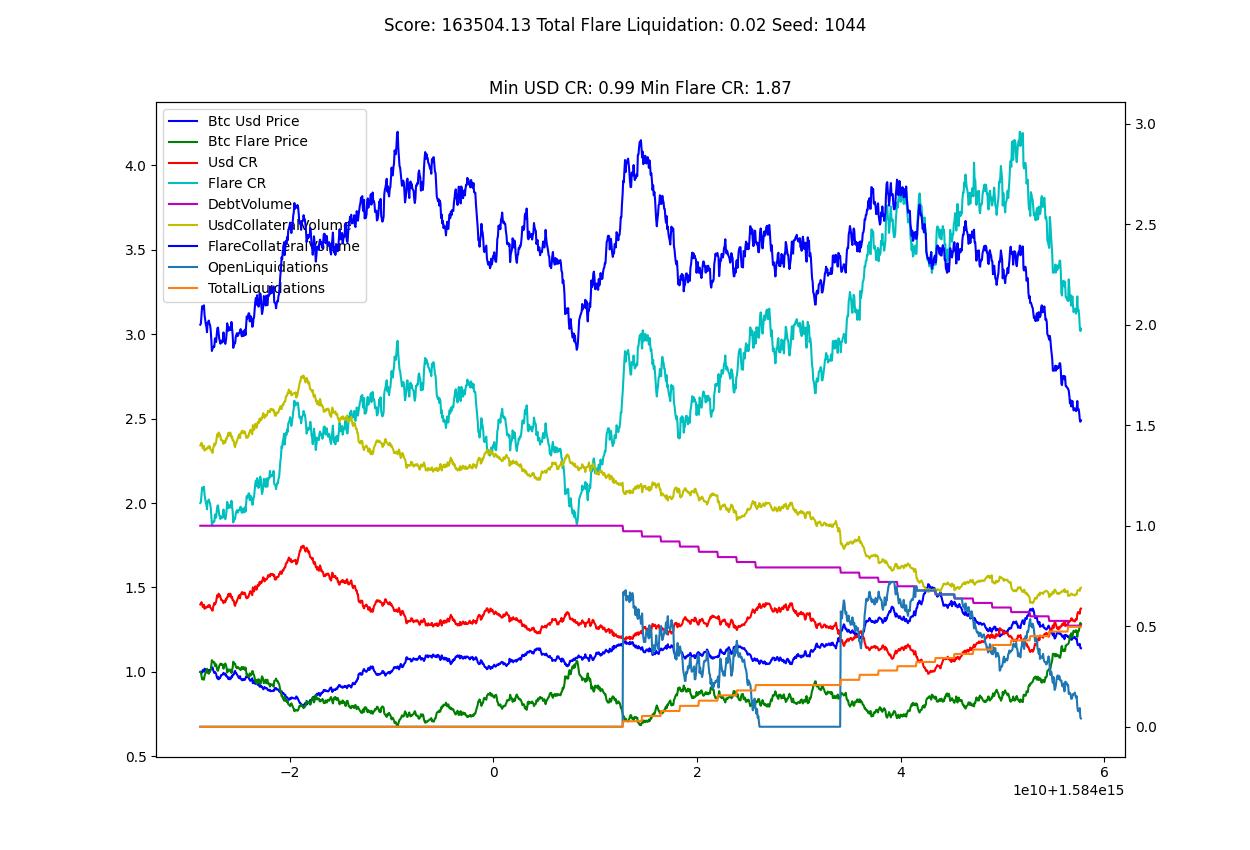 Score: 163504.13 Total Flare Liquidation: 0.02 Seed: 1044
Min USD CR: 0.99 Min Flare CR: 1.87
Btc Usd Price
Btc Flare Price
Usd CR
Flare CR
DebtVolume
UsdCollateralVolume
FlareCollateralVolume
OpenLiquidations
TotalLiquidations
4.0
3.5
3.0
2.5
2.0
1.5
1.0
0.5
3.0
2.5
2.0
1.5
1.0
0.5
0.0
−2
0
2
4
6
1e10+1.584e15